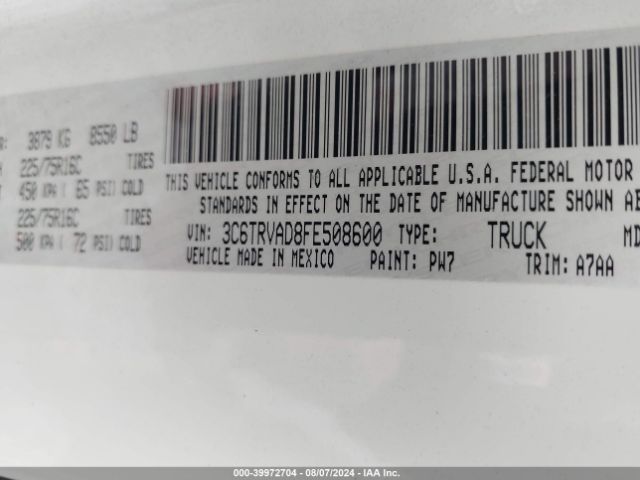 R: 3879 KG 8550 LB
225/75R16C TIRES
450 KPA ( 65 PSI) COLD
225/75R16C TIRES
500 KPA ( 72 PSI) COLD
THIS VEHICLE CONFORMS TO ALL APPLICABLE U.S.A. FEDERAL MOTOR
STANDARDS IN EFFECT ON THE DATE OF MANUFACTURE SHOWN AB
VIN: 3C6TRVAD8FE508600 TYPE: TRUCK MD
VEHICLE MADE IN MEXICO PAINT: PW7 TRIM: A7AA
000-39972704 - 08/07/2024 - IAA Inc.